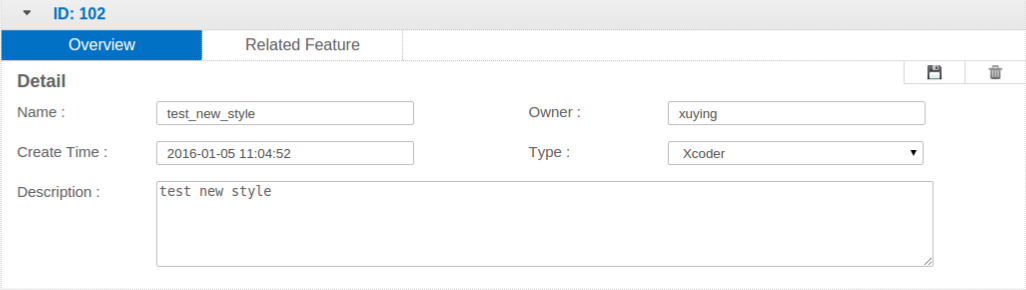 ID: 102
Overview Related Feature
Detail
Name : test_new_style Owner : xuying
Create Time : 2016-01-05 11:04:52 Type : Xcoder
Description : test new style